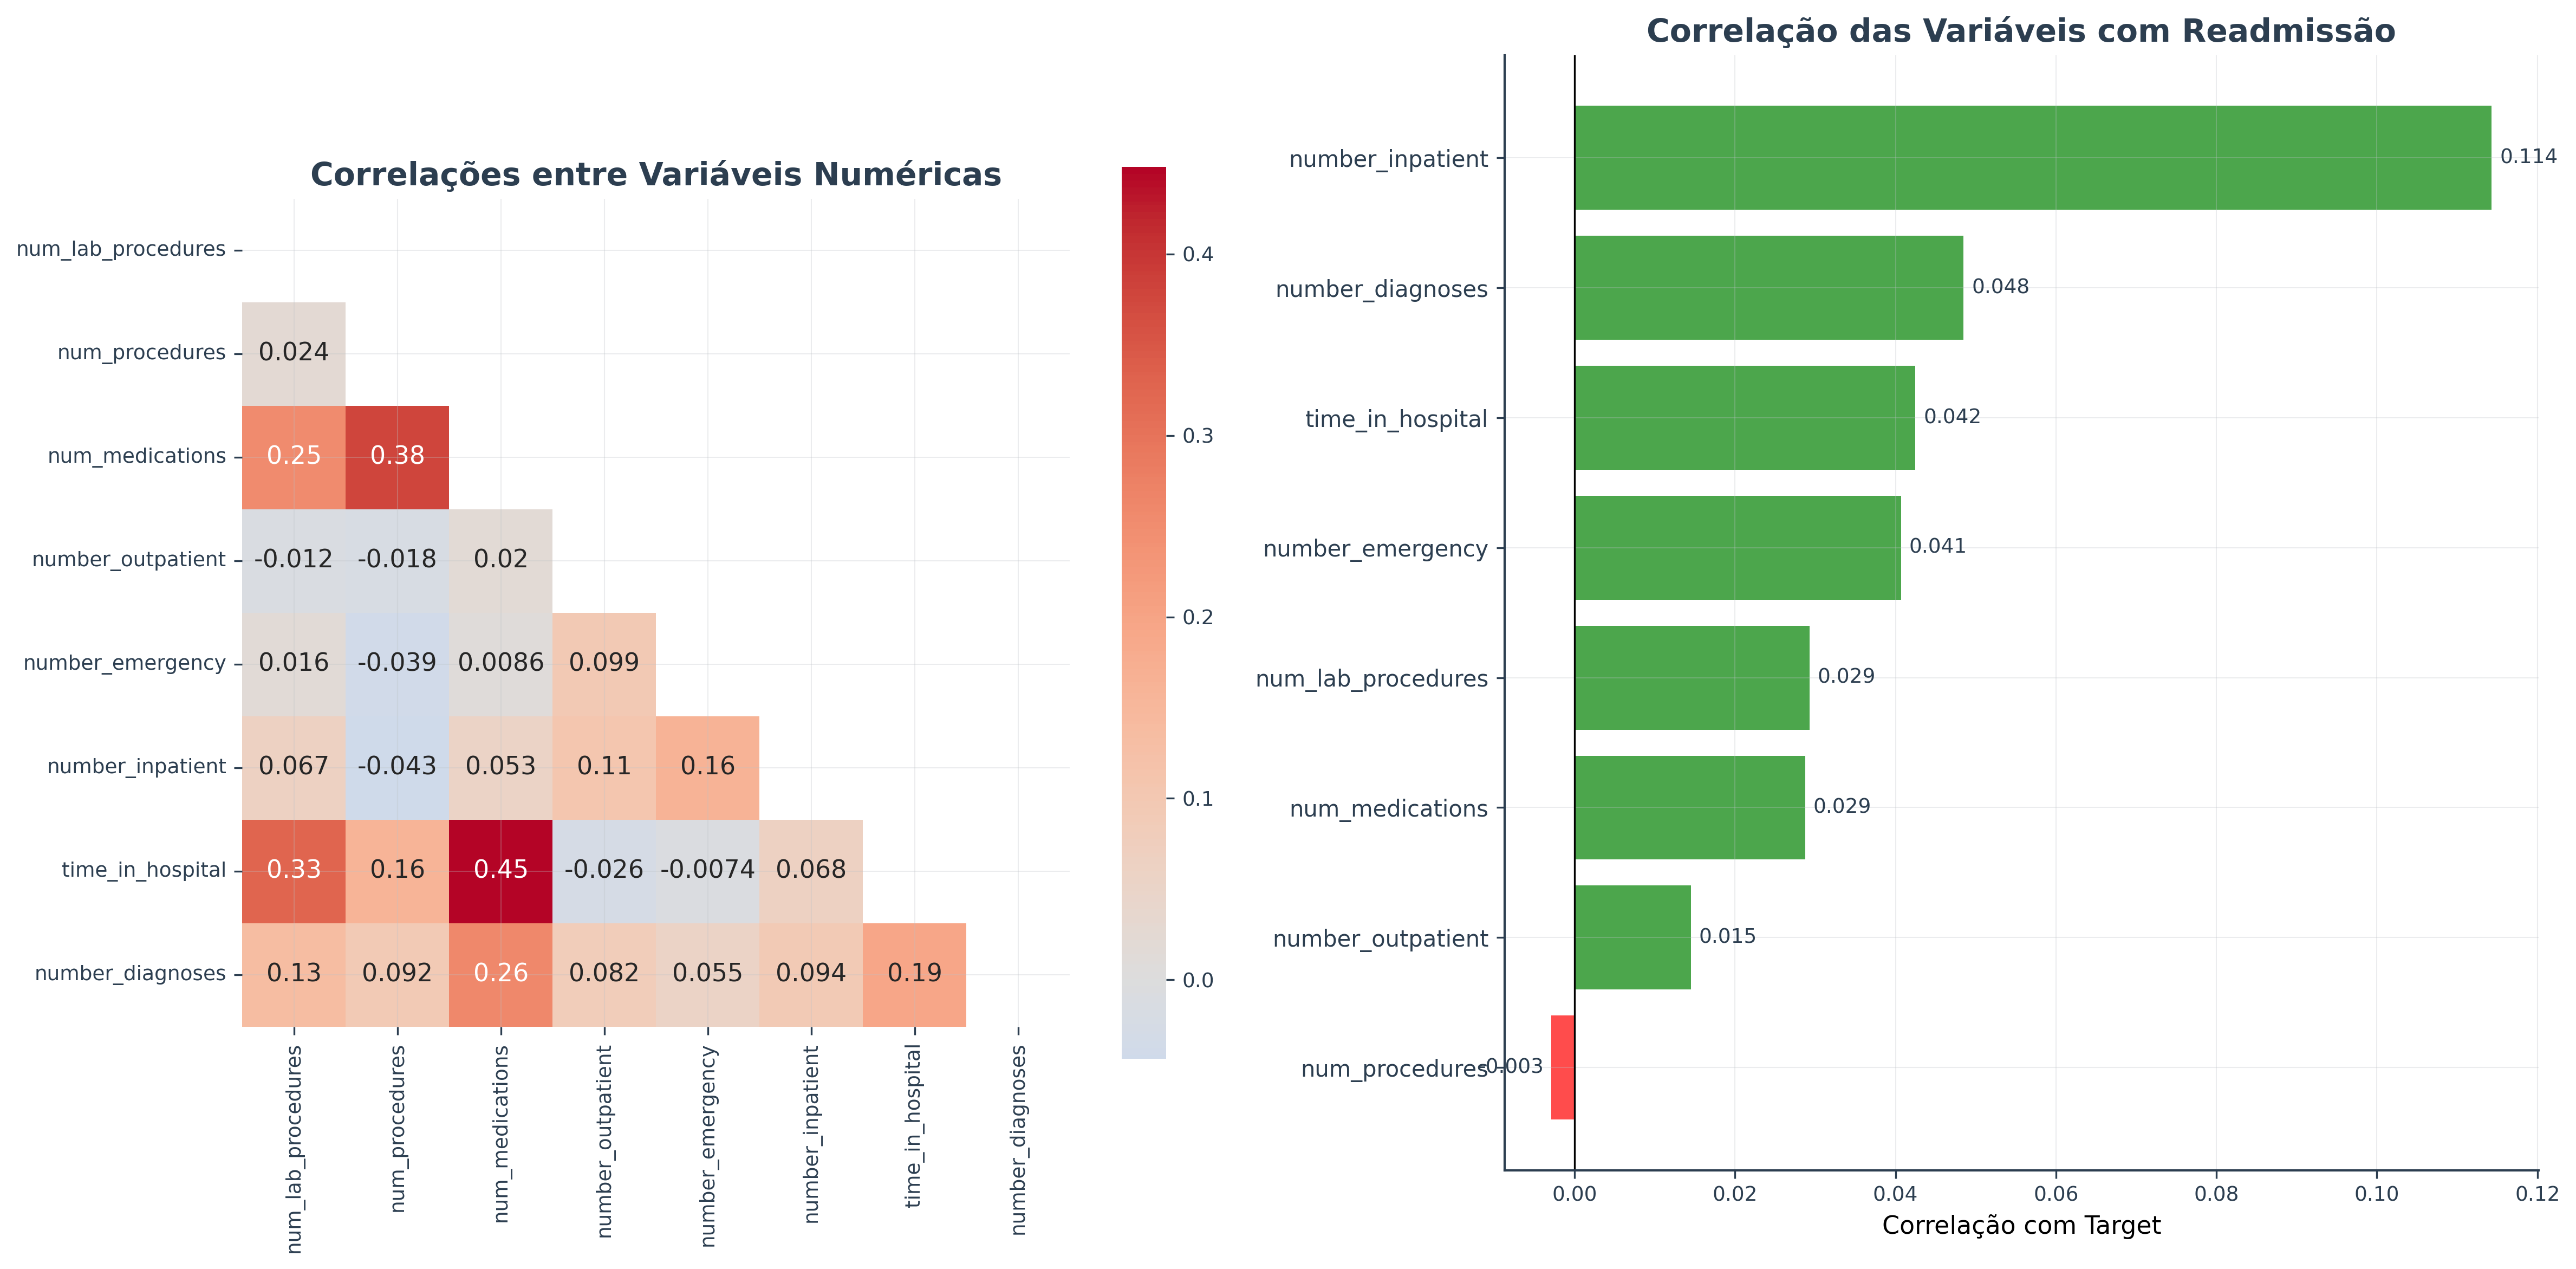 Correlações entre Variáveis Numéricas
num_lab_procedures
num_procedures 0.024
num_medications 0.25 0.38
number_outpatient -0.012 -0.018 0.02
number_emergency 0.016 -0.039 0.0086 0.099
number_inpatient 0.067 -0.043 0.053 0.11 0.16
time_in_hospital 0.33 0.16 0.45 -0.026 -0.0074 0.068
number_diagnoses 0.13 0.092 0.26 0.082 0.055 0.094 0.19
num_lab_procedures
num_procedures
num_medications
number_outpatient
number_emergency
number_inpatient
time_in_hospital
number_diagnoses
0.4
0.3
0.2
0.1
0.0
Correlação das Variáveis com Readmissão
number_inpatient 0.114
number_diagnoses 0.048
time_in_hospital 0.042
number_emergency 0.041
num_lab_procedures 0.029
num_medications 0.029
number_outpatient 0.015
num_procedures -0.003
0.00 0.02 0.04 0.06 0.08 0.10 0.12
Correlação com Target